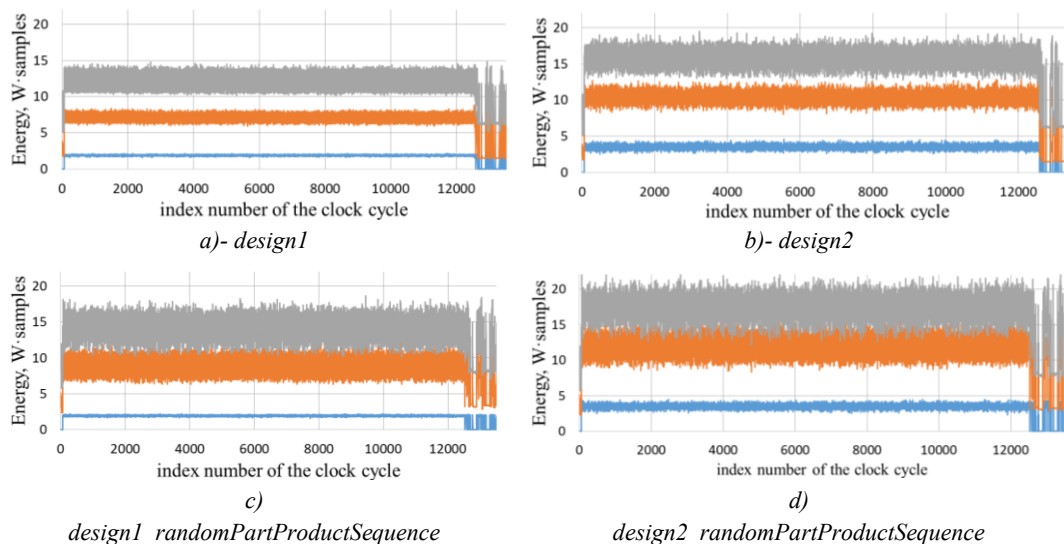 Energy, W·samples
20
15
10
5
0
0 2000 4000 6000 8000 10000 12000
index number of the clock cycle
a)- design1
Energy, W·samples
20
15
10
5
0
0 2000 4000 6000 8000 10000 12000
index number of the clock cycle
b)- design2
Energy, W·samples
20
15
10
5
0
0 2000 4000 6000 8000 10000 12000
index number of the clock cycle
c)
design1_randomPartProductSequence
Energy, W·samples
20
15
10
5
0
0 2000 4000 6000 8000 10000 12000
index number of the clock cycle
d)
design2_randomPartProductSequence